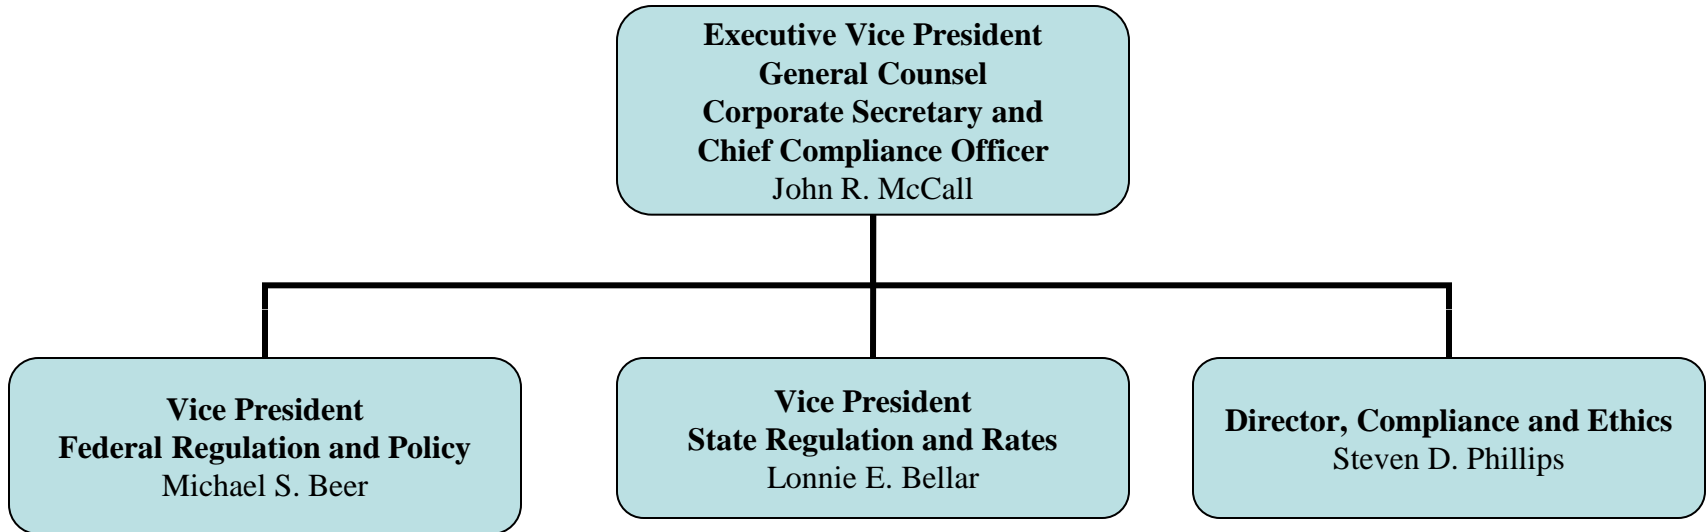 Executive Vice President
General Counsel
Corporate Secretary and
Chief Compliance Officer
John R. McCall
Vice President
Federal Regulation and Policy
Michael S. Beer
Vice President
State Regulation and Rates
Lonnie E. Bellar
Director, Compliance and Ethics
Steven D. Phillips